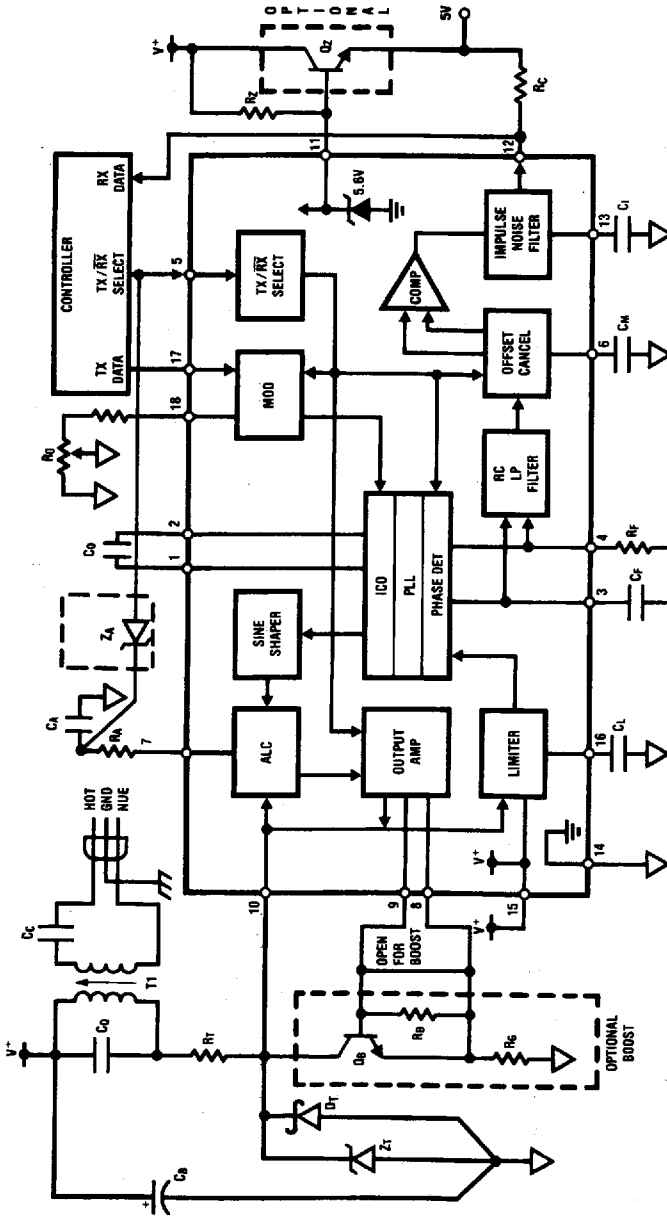 OPTIONAL
V+
RZ
QZ
5V
RC
11
12
5.6V
CONTROLLER
TX DATA
TX/RX SELECT
RX DATA
17
5
18
RO
2
1
CO
ZA
CA
RA
7
TX/RX SELECT
MOD
COMP
IMPULSE NOISE FILTER
13
CI
OFFSET CANCEL
6
CM
RC LP FILTER
4
RF
3
CF
ICO
PLL
PHASE DET
SINE SHAPER
ALC
OUTPUT AMP
LIMITER
16
CL
14
V+
15
V+
10
9
8
OPEN FOR BOOST
HOT
GND
NUE
CC
T1
V+
CQ
RT
QB
RB
RG
OPTIONAL BOOST
DT
ZT
+
CB